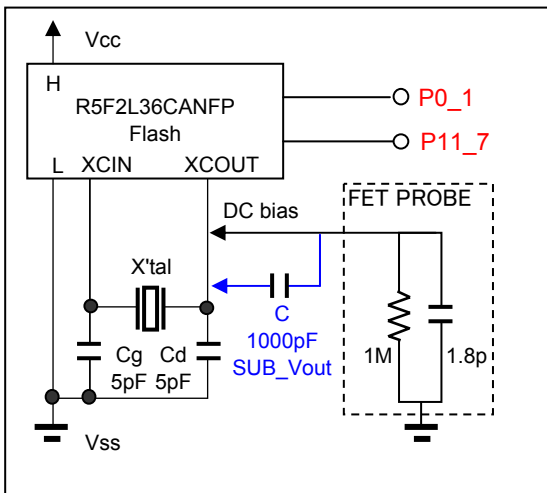 Vcc
H
R5F2L36CANFP
Flash
P0_1
P11_7
L XCIN XCOUT
FET PROBE
DC bias
X'tal
C
1000pF
SUB_Vout
Cg Cd
5pF 5pF
1M 1.8p
Vss